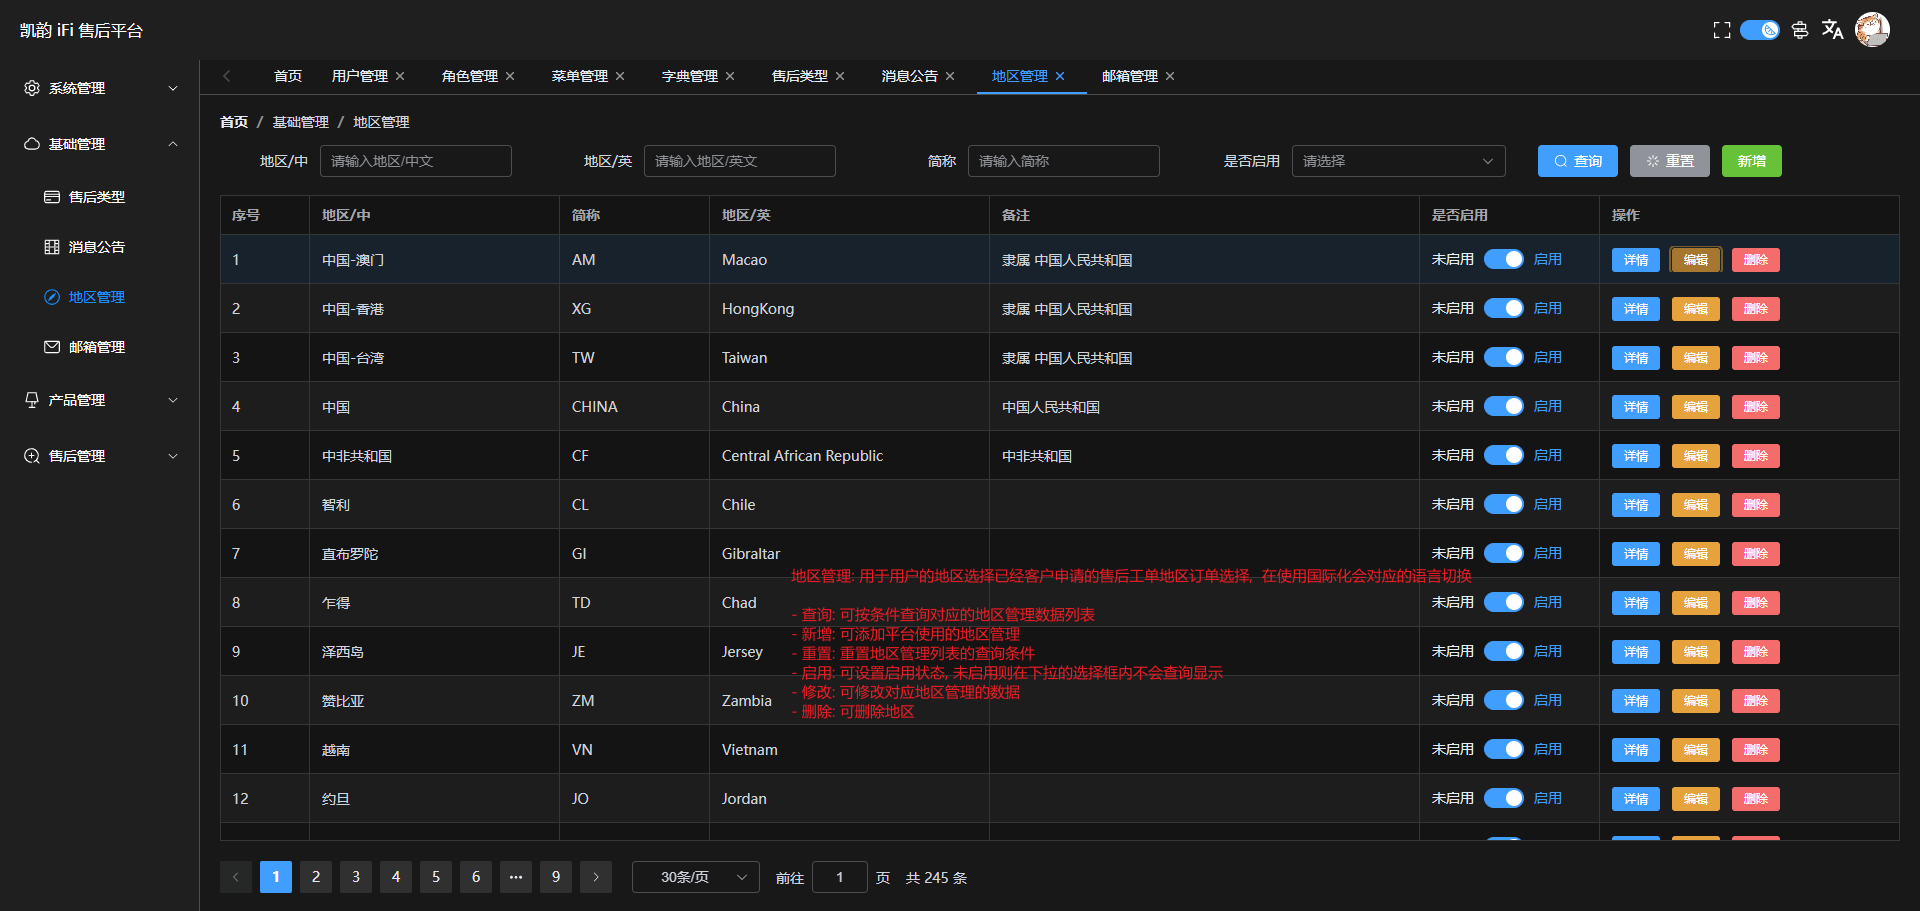 凯韵 iFi 售后平台
系统管理
基础管理
售后类型
消息公告
地区管理
邮箱管理
产品管理
售后管理
首页 用户管理 角色管理 菜单管理 字典管理 售后类型 消息公告 地区管理 邮箱管理
首页 / 基础管理 / 地区管理
地区/中 请输入地区/中文 地区/英 请输入地区/英文 简称 请输入简称 是否启用 请选择 查询 重置 新增
序号 地区/中 简称 地区/英 备注 是否启用 操作
1 中国-澳门 AM Macao 隶属 中国人民共和国 未启用 启用 详情 编辑 删除
2 中国-香港 XG HongKong 隶属 中国人民共和国 未启用 启用 详情 编辑 删除
3 中国-台湾 TW Taiwan 隶属 中国人民共和国 未启用 启用 详情 编辑 删除
4 中国 CHINA China 中国人民共和国 未启用 启用 详情 编辑 删除
5 中非共和国 CF Central African Republic 中非共和国 未启用 启用 详情 编辑 删除
6 智利 CL Chile 未启用 启用 详情 编辑 删除
7 直布罗陀 GI Gibraltar 未启用 启用 详情 编辑 删除
8 乍得 TD Chad 未启用 启用 详情 编辑 删除
9 泽西岛 JE Jersey 未启用 启用 详情 编辑 删除
10 赞比亚 ZM Zambia 未启用 启用 详情 编辑 删除
11 越南 VN Vietnam 未启用 启用 详情 编辑 删除
12 约旦 JO Jordan 未启用 启用 详情 编辑 删除
地区管理: 用于用户的地区选择已经客户申请的售后工单地区订单选择, 在使用国际化会对应的语言切换
- 查询: 可按条件查询对应的地区管理数据列表
- 新增: 可添加平台使用的地区管理
- 重置: 重置地区管理列表的查询条件
- 启用: 可设置启用状态, 未启用则在下拉的选择框内不会查询显示
- 修改: 可修改对应地区管理的数据
- 删除: 可删除地区
1 2 3 4 5 6 ··· 9 30条/页 前往 1 页 共 245 条